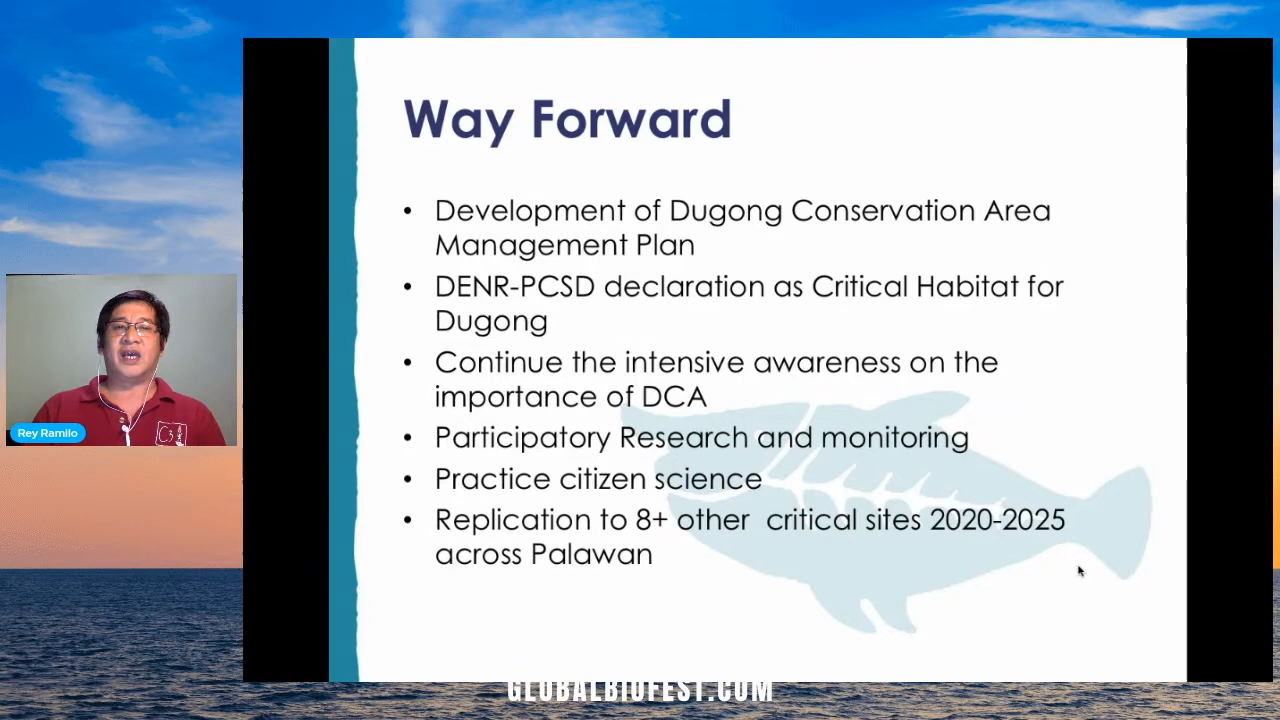 Way Forward
• Development of Dugong Conservation Area
Management Plan
• DENR-PCSD declaration as Critical Habitat for
Dugong
• Continue the intensive awareness on the
importance of DCA
• Participatory Research and monitoring
• Practice citizen science
• Replication to 8+ other critical sites 2020-2025
across Palawan
Rey Ramilo
C3
GLOBALBIOFEST.COM